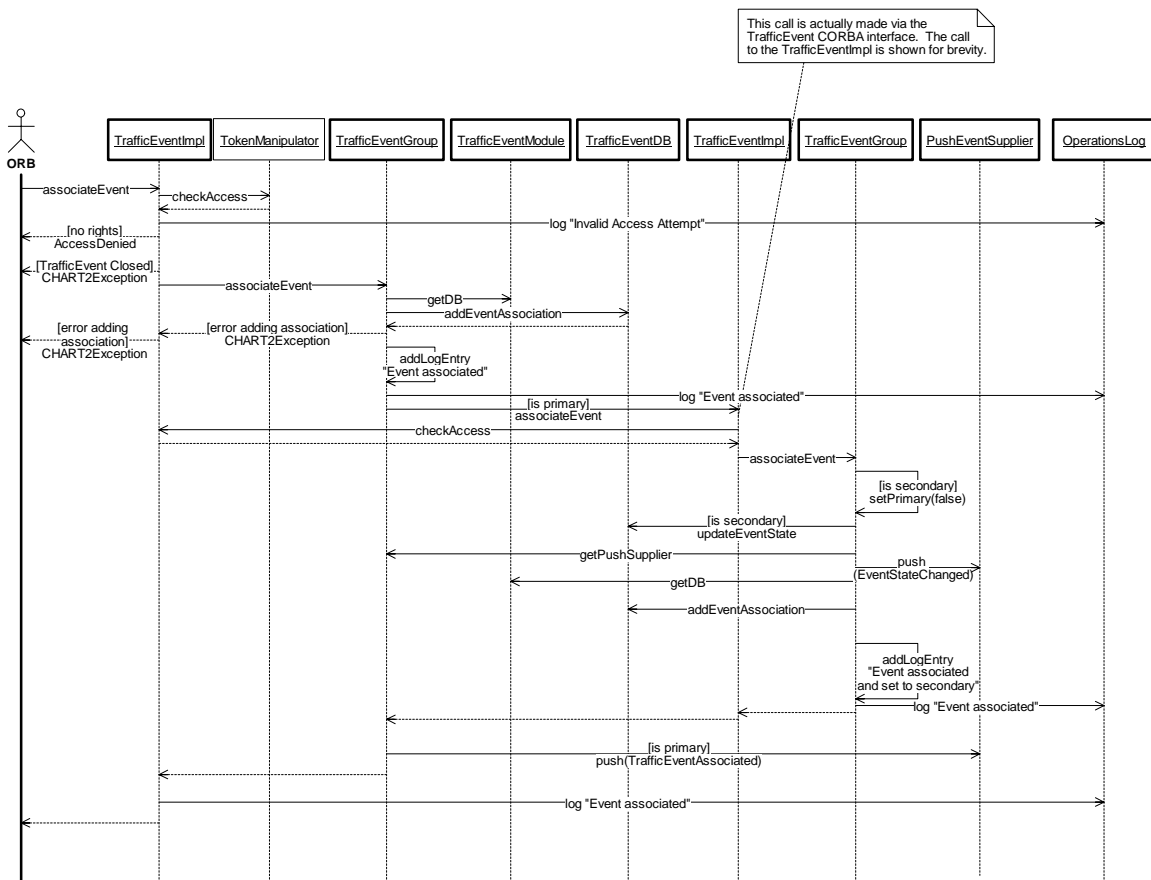 This call is actually made via the
TrafficEvent CORBA interface.  The call
to the TrafficEventImpl is shown for brevity.
ORB
TrafficEventImpl
TokenManipulator
TrafficEventGroup
TrafficEventModule
TrafficEventDB
TrafficEventImpl
TrafficEventGroup
PushEventSupplier
OperationsLog
associateEvent
checkAccess
log "Invalid Access Attempt"
[no rights]
AccessDenied
[TrafficEvent Closed]
CHART2Exception
associateEvent
getDB
addEventAssociation
[error adding
association]
CHART2Exception
[error adding association]
CHART2Exception
addLogEntry
"Event associated"
log "Event associated"
[is primary]
associateEvent
checkAccess
associateEvent
[is secondary]
setPrimary(false)
[is secondary]
updateEventState
getPushSupplier
push
(EventStateChanged)
getDB
addEventAssociation
addLogEntry
"Event associated
and set to secondary"
log "Event associated"
[is primary]
push(TrafficEventAssociated)
log "Event associated"